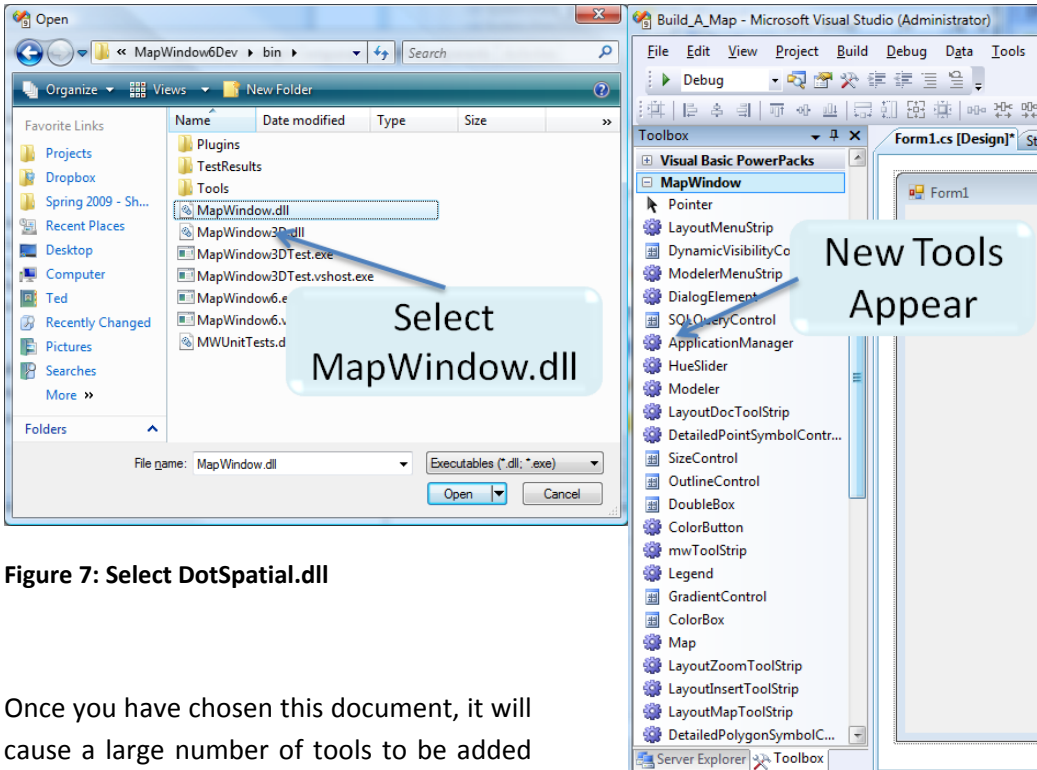 Open
« MapWindow6Dev ▸ bin ▸
Search
Organize Views New Folder
Favorite Links
Projects
Dropbox
Spring 2009 - Sh...
Recent Places
Desktop
Computer
Ted
Recently Changed
Pictures
Searches
More »
Folders
Name Date modified Type Size »
Plugins
TestResults
Tools
MapWindow.dll
MapWindow3D.dll
MapWindow3DTest.exe
MapWindow3DTest.vshost.exe
MapWindow6.e
MapWindow6.v
MWUnitTests.d
Select
MapWindow.dll
File name: MapWindow.dll
Executables (*.dll; *.exe)
Open Cancel
Figure 7: Select DotSpatial.dll
Once you have chosen this document, it will
cause a large number of tools to be added
Build_A_Map - Microsoft Visual Studio (Administrator)
File Edit View Project Build Debug Data Tools
Debug
Toolbox
Visual Basic PowerPacks
MapWindow
Pointer
LayoutMenuStrip
DynamicVisibilityCo
ModelerMenuStrip
DialogElement
SQLQueryControl
ApplicationManager
HueSlider
Modeler
LayoutDocToolStrip
DetailedPointSymbolContr...
SizeControl
OutlineControl
DoubleBox
ColorButton
mwToolStrip
Legend
GradientControl
ColorBox
Map
LayoutZoomToolStrip
LayoutInsertToolStrip
LayoutMapToolStrip
DetailedPolygonSymbolC...
Server Explorer Toolbox
Form1.cs [Design]* St
Form1
New Tools
Appear